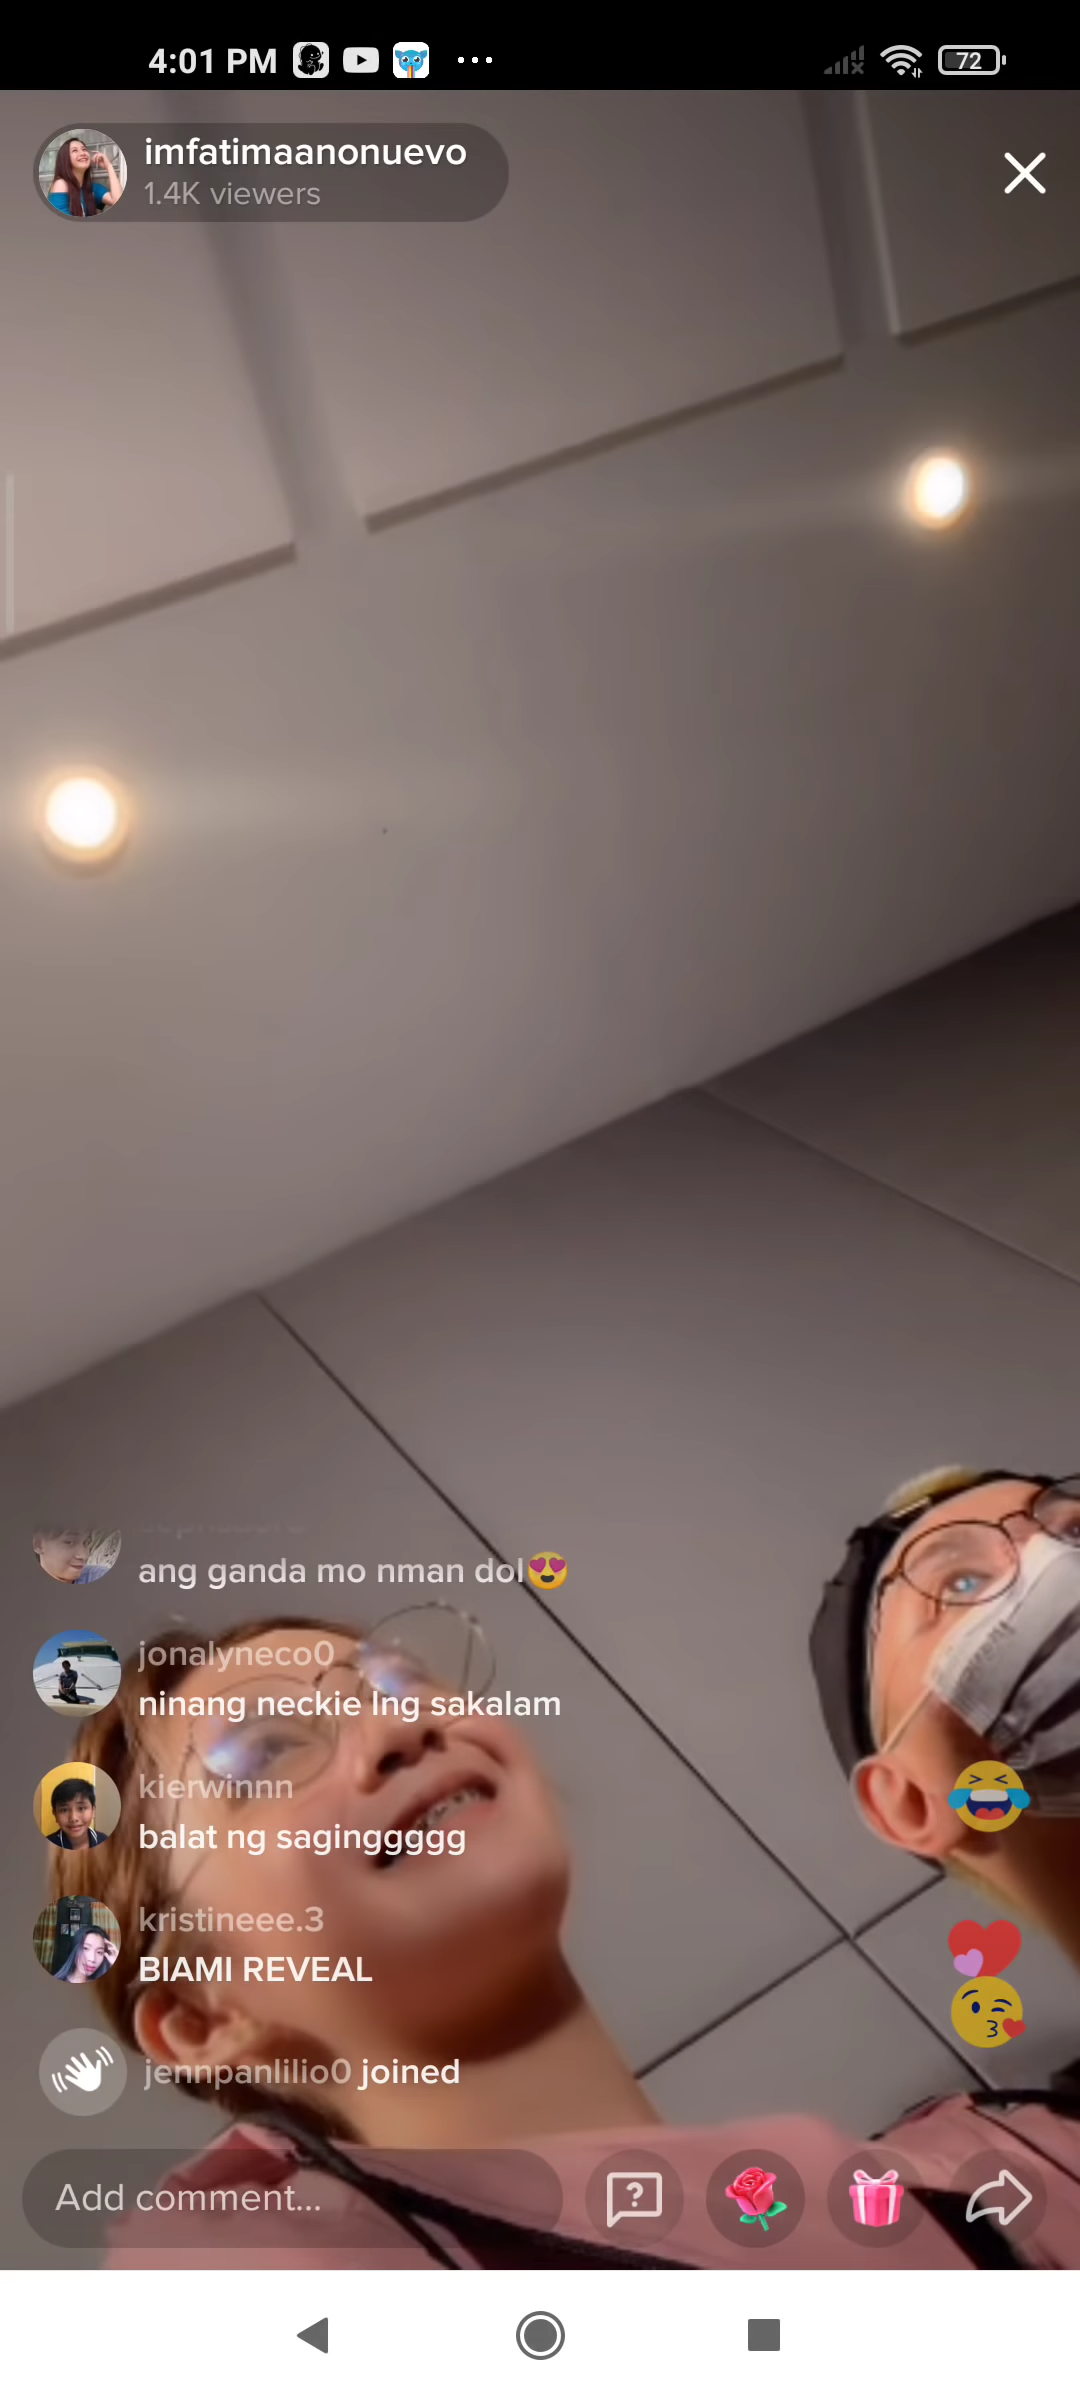 4:01 PM
72
imfatimaanonuevo
1.4K viewers
ang ganda mo nman dol😍
jonalyneco0
ninang neckie lng sakalam
kierwinnn
balat ng saginggggg
kristineee.3
BIAMI REVEAL
jennpanlilio0 joined
Add comment...